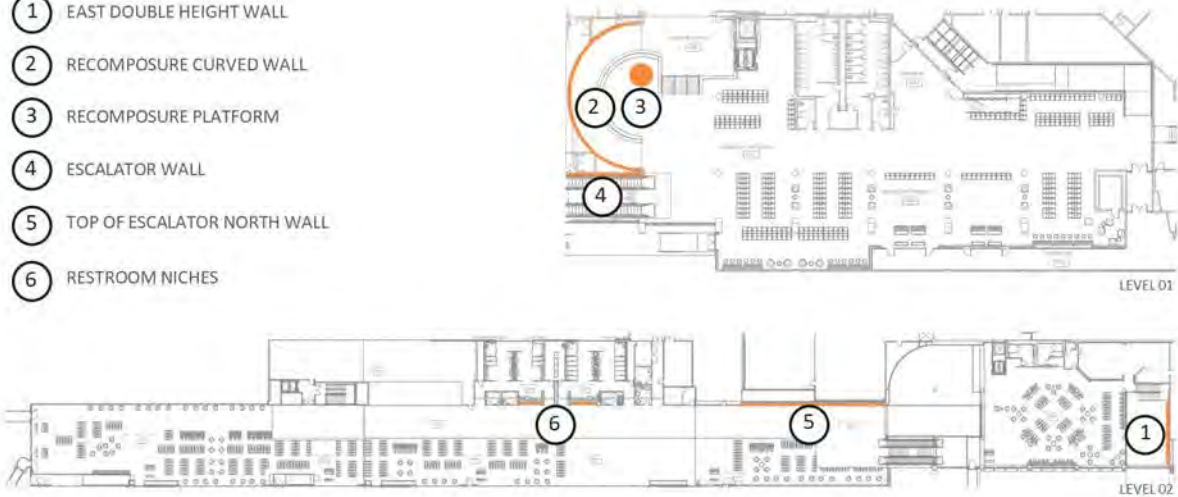 1 EAST DOUBLE HEIGHT WALL
2 RECOMPOSURE CURVED WALL
3 RECOMPOSURE PLATFORM
4 ESCALATOR WALL
5 TOP OF ESCALATOR NORTH WALL
6 RESTROOM NICHES
2 3
4
LEVEL 01
6 5 1
LEVEL 02